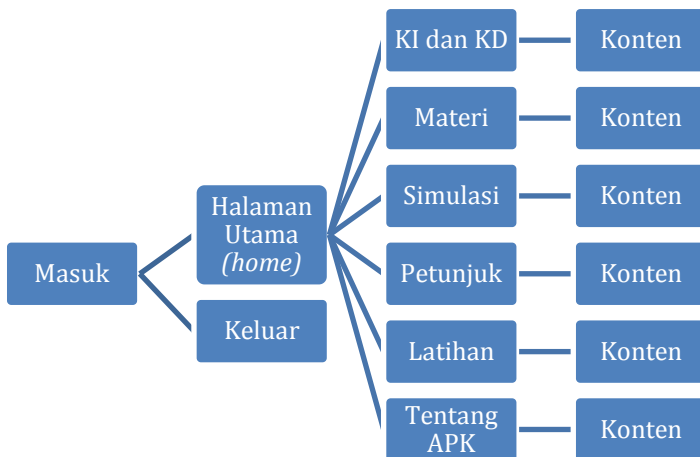 Masuk
Halaman
Utama
(home)
Keluar
KI dan KD
Konten
Materi
Konten
Simulasi
Konten
Petunjuk
Konten
Latihan
Konten
Tentang
APK
Konten